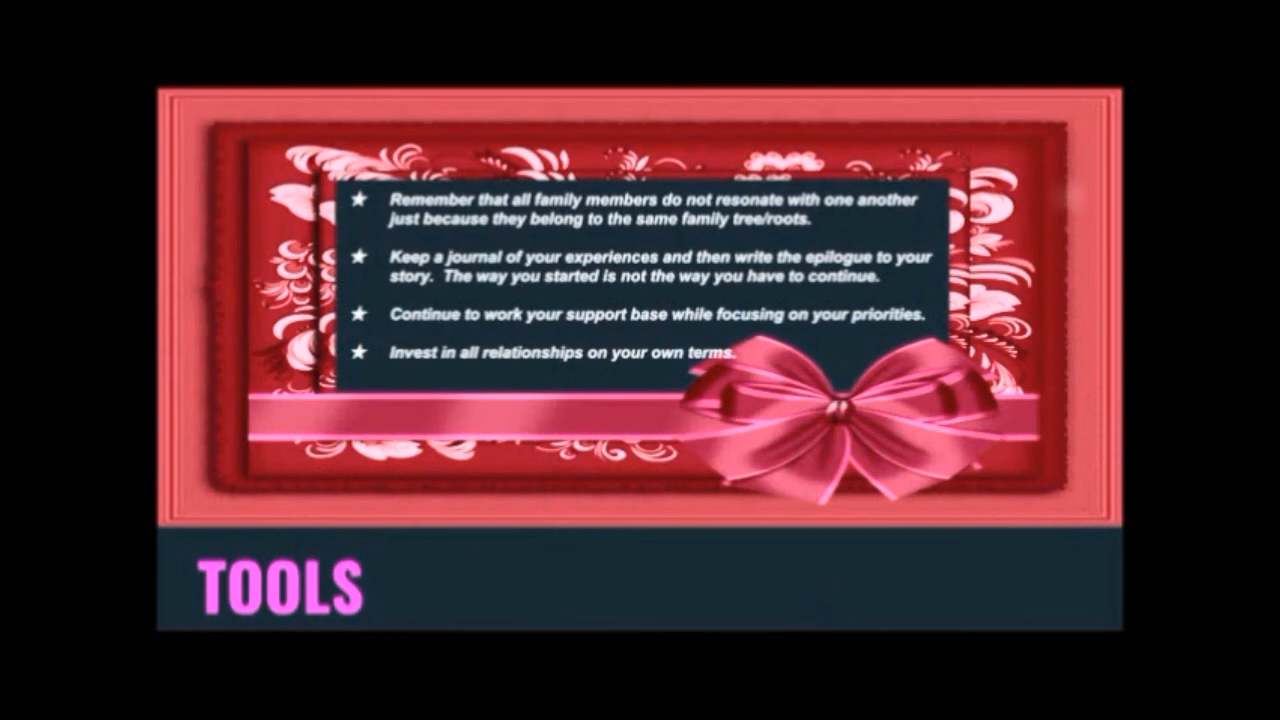 Remember that all family members do not resonate with one another
just because they belong to the same family tree/roots.
Keep a journal of your experiences and then write the epilogue to your
story.  The way you started is not the way you have to continue.
Continue to work your support base while focusing on your priorities.
Invest in all relationships on your own terms.
TOOLS